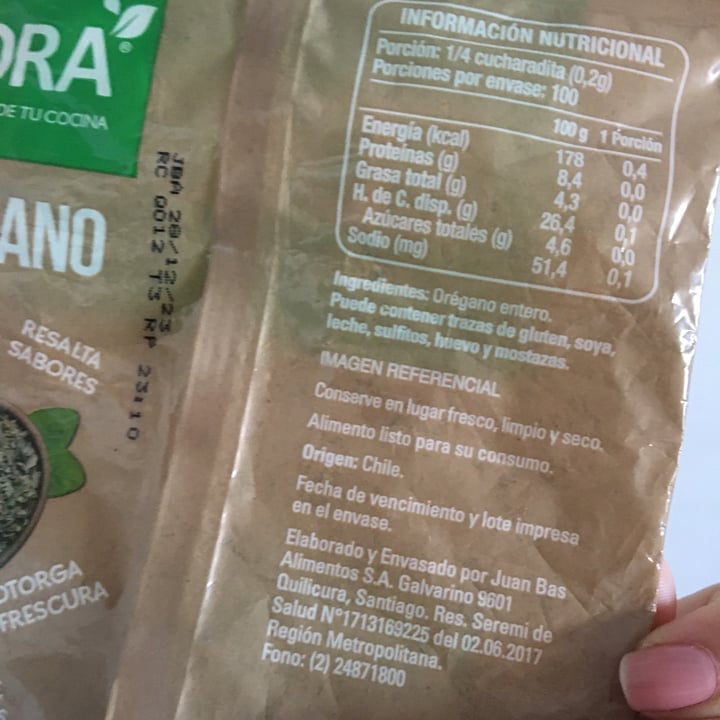 ORA
®
DE TU COCINA
ANO
RESALTA
SABORES
OTORGA
FRESCURA
JBA 28/12/23
RC 0012 T3 RP 23:10
INFORMACIÓN NUTRICIONAL
Porción: 1/4 cucharadita (0,2g)
Porciones por envase: 100
100 g 1 Porción
Energía (kcal) 178 0,4
Proteínas (g) 8,4 0,0
Grasa total (g) 4,3 0,0
H. de C. disp. (g) 26,4 0,1
Azúcares totales (g) 4,6 0,0
Sodio (mg) 51,4 0,1
Ingredientes: Orégano entero.
Puede contener trazas de gluten, soya,
leche, sulfitos, huevo y mostazas.
IMAGEN REFERENCIAL
Conserve en lugar fresco, limpio y seco.
Alimento listo para su consumo.
Origen: Chile.
Fecha de vencimiento y lote impresa
en el envase.
Elaborado y Envasado por Juan Bas
Alimentos S.A. Galvarino 9601
Quilicura, Santiago. Res. Seremi de
Salud N°1713169225 del 02.06.2017
Región Metropolitana.
Fono: (2) 24871800